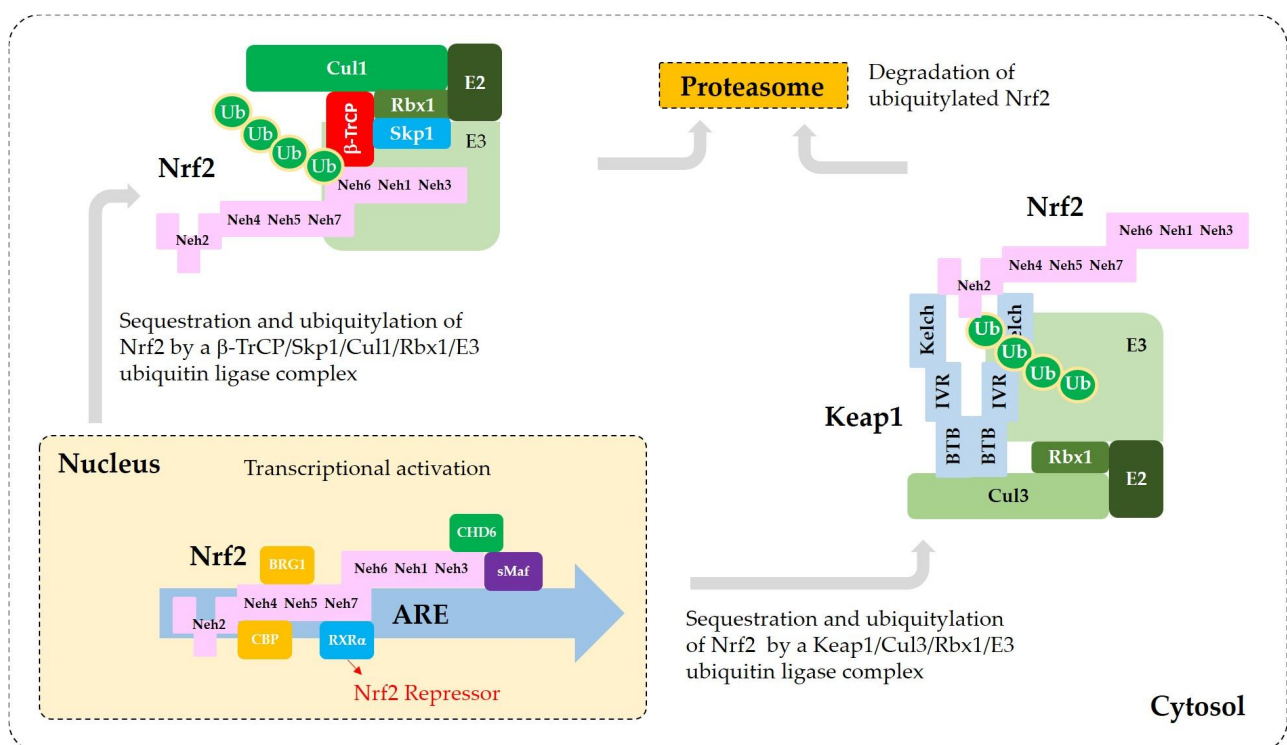 Cul1
E2
Rbx1
β-TrCP
Skp1
E3
Ub
Ub
Ub
Ub
Nrf2
Neh6 Neh1 Neh3
Neh4 Neh5 Neh7
Neh2
Sequestration and ubiquitylation of
Nrf2 by a β-TrCP/Skp1/Cul1/Rbx1/E3
ubiquitin ligase complex
Proteasome
Degradation of
ubiquitylated Nrf2
Nrf2
Neh6 Neh1 Neh3
Neh4 Neh5 Neh7
Neh2
Kelch
elch
Ub
Ub
Ub
Ub
E3
IVR
IVR
Keap1
BTB
BTB
Rbx1
E2
Cul3
Sequestration and ubiquitylation
of Nrf2 by a Keap1/Cul3/Rbx1/E3
ubiquitin ligase complex
Nucleus
Transcriptional activation
CHD6
Nrf2
BRG1
Neh6 Neh1 Neh3
sMaf
Neh4 Neh5 Neh7
ARE
Neh2
CBP
RXRα
Nrf2 Repressor
Cytosol